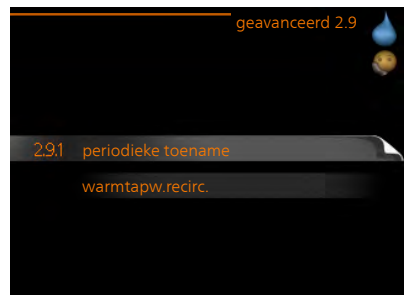 geavanceerd 2.9
2.9.1 periodieke toename
warmtapw.recirc.